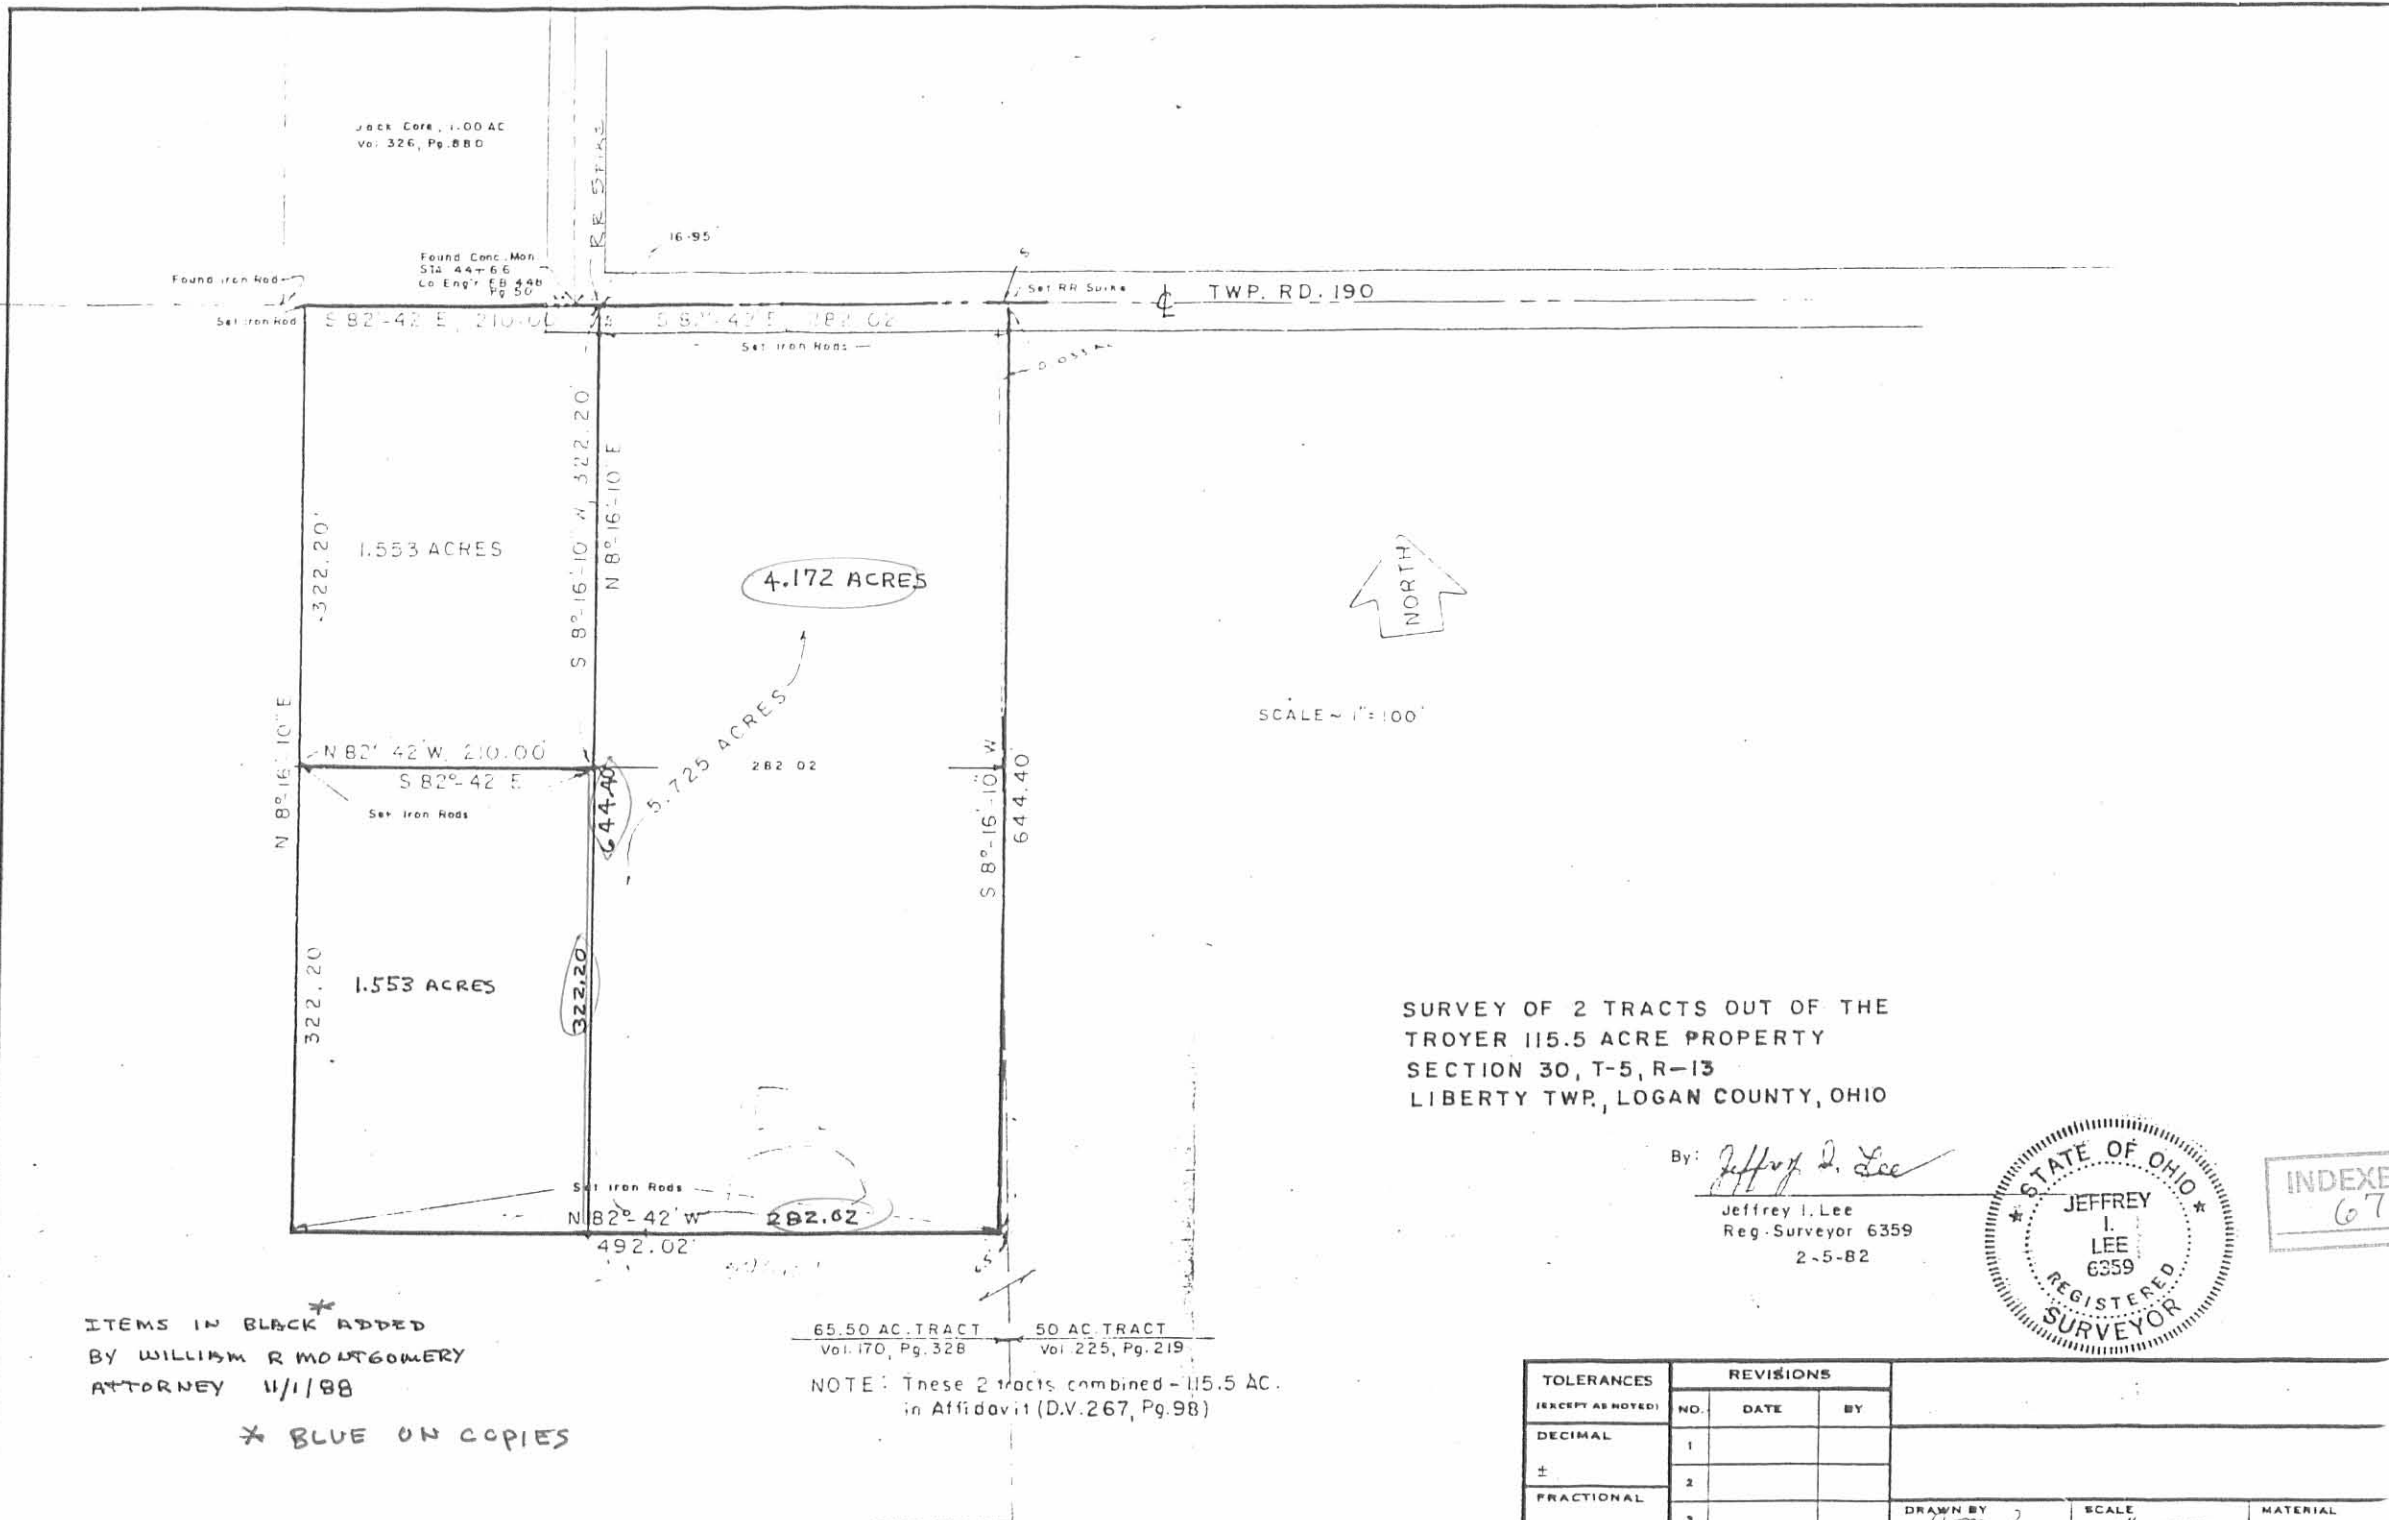 Jack Core, 1.00 AC
Vol 326, Pg.880
RR SPIKE
16.95'
Found Iron Rod
Found Conc. Mon.
STA 44+66
Co Eng'r FB 44B
Pg 50
Set Iron Rod
S 82°-42' E, 210.00
S 82°-42' E, 282.02
Set RR Spike
TWP. RD. 190
Set Iron Rods
322.20'
1.553 ACRES
S 8°-16'-10" W, 322.20'
N 8°-16'-10" E
4.172 ACRES
NORTH
SCALE ~ 1"=100'
N 8°-16'-10" E
N 82° 42' W, 210.00'
S 82°-42' E
Set Iron Rods
644.40
5.725 ACRES
282.02
S 8°-16'-10" W
644.40'
322.20
1.553 ACRES
322.20
Set Iron Rods
N 82°-42' W
282.02
492.02'
SURVEY OF 2 TRACTS OUT OF THE
TROYER 115.5 ACRE PROPERTY
SECTION 30, T-5, R-13
LIBERTY TWP., LOGAN COUNTY, OHIO
By: Jeffrey I. Lee
Jeffrey I. Lee
Reg. Surveyor 6359
2-5-82
STATE OF OHIO
JEFFREY
I.
LEE
6359
REGISTERED
SURVEYOR
INDEXE
67
ITEMS IN BLACK* ADDED
BY WILLIAM R MONTGOMERY
ATTORNEY 11/1/88
* BLUE ON COPIES
65.50 AC. TRACT
Vol. 170, Pg. 328
50 AC. TRACT
Vol. 225, Pg. 219
NOTE: These 2 tracts combined - 115.5 AC.
in Affidavit (D.V. 267, Pg. 98)
TOLERANCES
(EXCEPT AS NOTED)
REVISIONS
NO. DATE BY
DECIMAL
±
1
2
FRACTIONAL
3
DRAWN BY
SCALE
MATERIAL